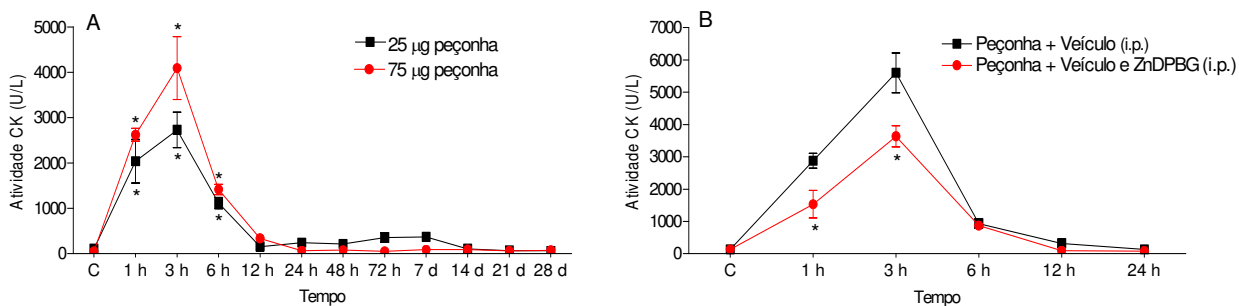 A
25 µg peçonha
75 µg peçonha
Atividade CK (U/L)
5000
4000
3000
2000
1000
0
* * * * * *
C 1 h 3 h 6 h 12 h 24 h 48 h 72 h 7 d 14 d 21 d 28 d
Tempo
B
Peçonha + Veículo (i.p.)
Peçonha + Veículo e ZnDPBG (i.p.)
Atividade CK (U/L)
7000
6000
5000
4000
3000
2000
1000
0
* *
C 1 h 3 h 6 h 12 h 24 h
Tempo